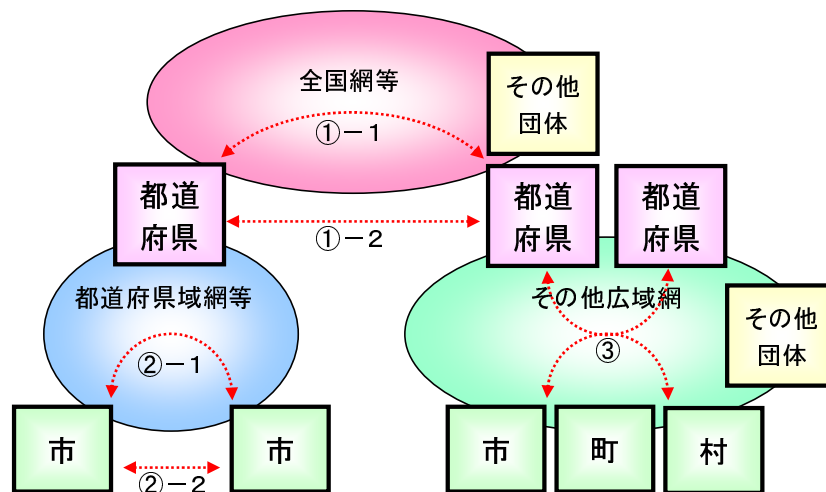 全国網等
その他
団体
①-1
都道
府県
都道
府県
都道
府県
①-2
都道府県域網等
その他広域網
その他
団体
②-1
③
市
市
市
町
村
②-2